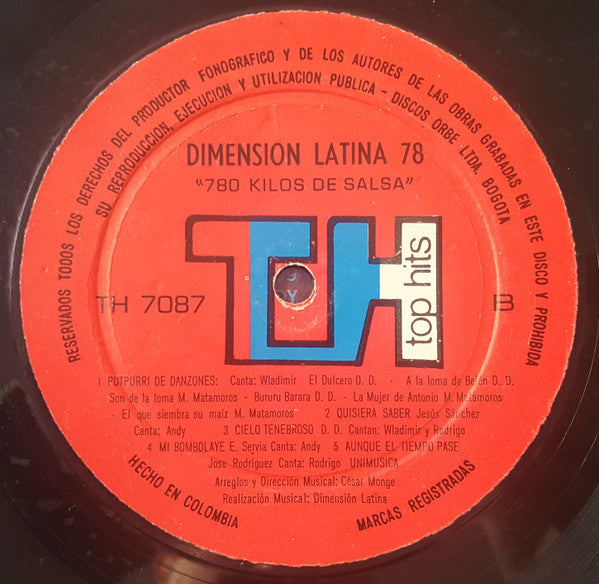 RESERVADOS TODOS LOS DERECHOS DEL PRODUCTOR FONOGRAFICO Y DE LOS AUTORES DE LAS OBRAS GRABADAS EN ESTE DISCO Y PROHIBIDA
SU REPRODUCCION, EJECUCION Y UTILIZACION PUBLICA - DISCOS ORBE LTDA. BOGOTA
DIMENSION LATINA 78
"780 KILOS DE SALSA"
TH
top hits
TH 7087
B
1 POTPURRI DE DANZONES: Canta: Wladimir El Dulcero D. D. - A la loma de Belén D. D.
Son de la loma M. Matamoros - Bururu Barara D. D. - La Mujer de Antonio M. Matamoros
- El que siembra su maíz M. Matamoros 2 QUISIERA SABER Jesús Sánchez
Canta: Andy 3 CIELO TENEBROSO D. D. Cantan: Wladimir y Rodrigo
4 MI BOMBOLAYE E. Servia Canta: Andy 5 AUNQUE EL TIEMPO PASE
Jose Rodriguez Canta: Rodrigo UNIMUSICA
Arreglos y Dirección Musical: César Monge
Realización Musical: Dimensión Latina
HECHO EN COLOMBIA
MARCAS REGISTRADAS